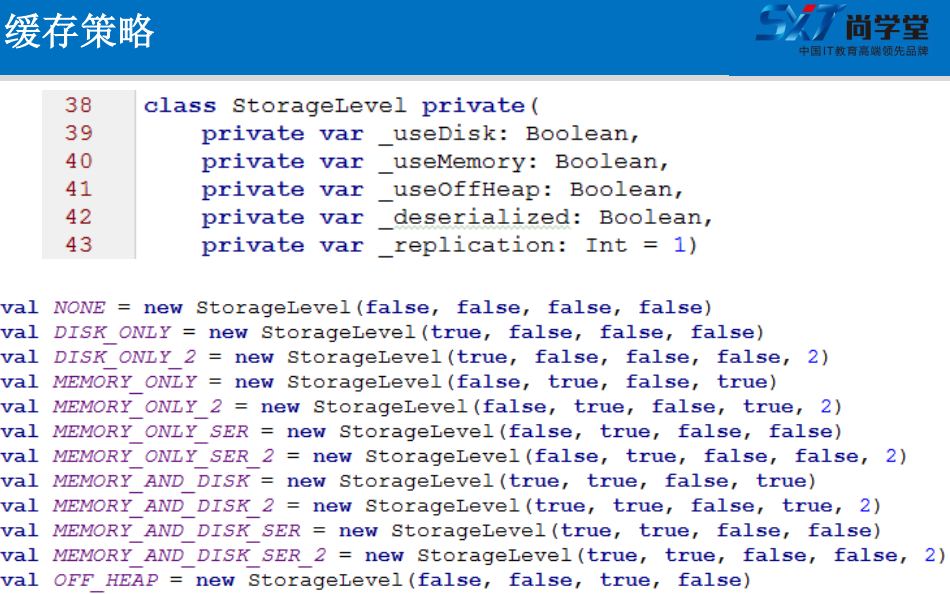 缓存策略
SXT 尚学堂
中国IT教育高端领先品牌
38 class StorageLevel private(
39 private var _useDisk: Boolean,
40 private var _useMemory: Boolean,
41 private var _useOffHeap: Boolean,
42 private var _deserialized: Boolean,
43 private var _replication: Int = 1)
val NONE = new StorageLevel(false, false, false, false)
val DISK_ONLY = new StorageLevel(true, false, false, false)
val DISK_ONLY_2 = new StorageLevel(true, false, false, false, 2)
val MEMORY_ONLY = new StorageLevel(false, true, false, true)
val MEMORY_ONLY_2 = new StorageLevel(false, true, false, true, 2)
val MEMORY_ONLY_SER = new StorageLevel(false, true, false, false)
val MEMORY_ONLY_SER_2 = new StorageLevel(false, true, false, false, 2)
val MEMORY_AND_DISK = new StorageLevel(true, true, false, true)
val MEMORY_AND_DISK_2 = new StorageLevel(true, true, false, true, 2)
val MEMORY_AND_DISK_SER = new StorageLevel(true, true, false, false)
val MEMORY_AND_DISK_SER_2 = new StorageLevel(true, true, false, false, 2)
val OFF_HEAP = new StorageLevel(false, false, true, false)